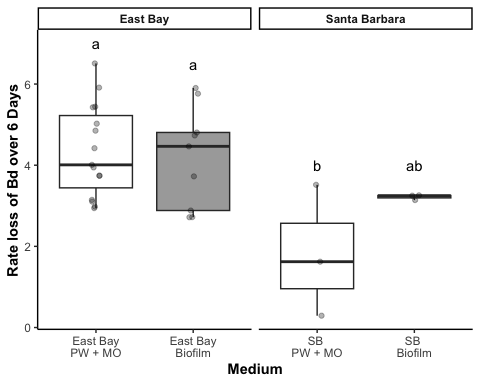 East Bay
Santa Barbara
a
a
b
ab
Rate loss of Bd over 6 Days
6
4
2
0
East Bay
PW + MO
East Bay
Biofilm
SB
PW + MO
SB
Biofilm
Medium